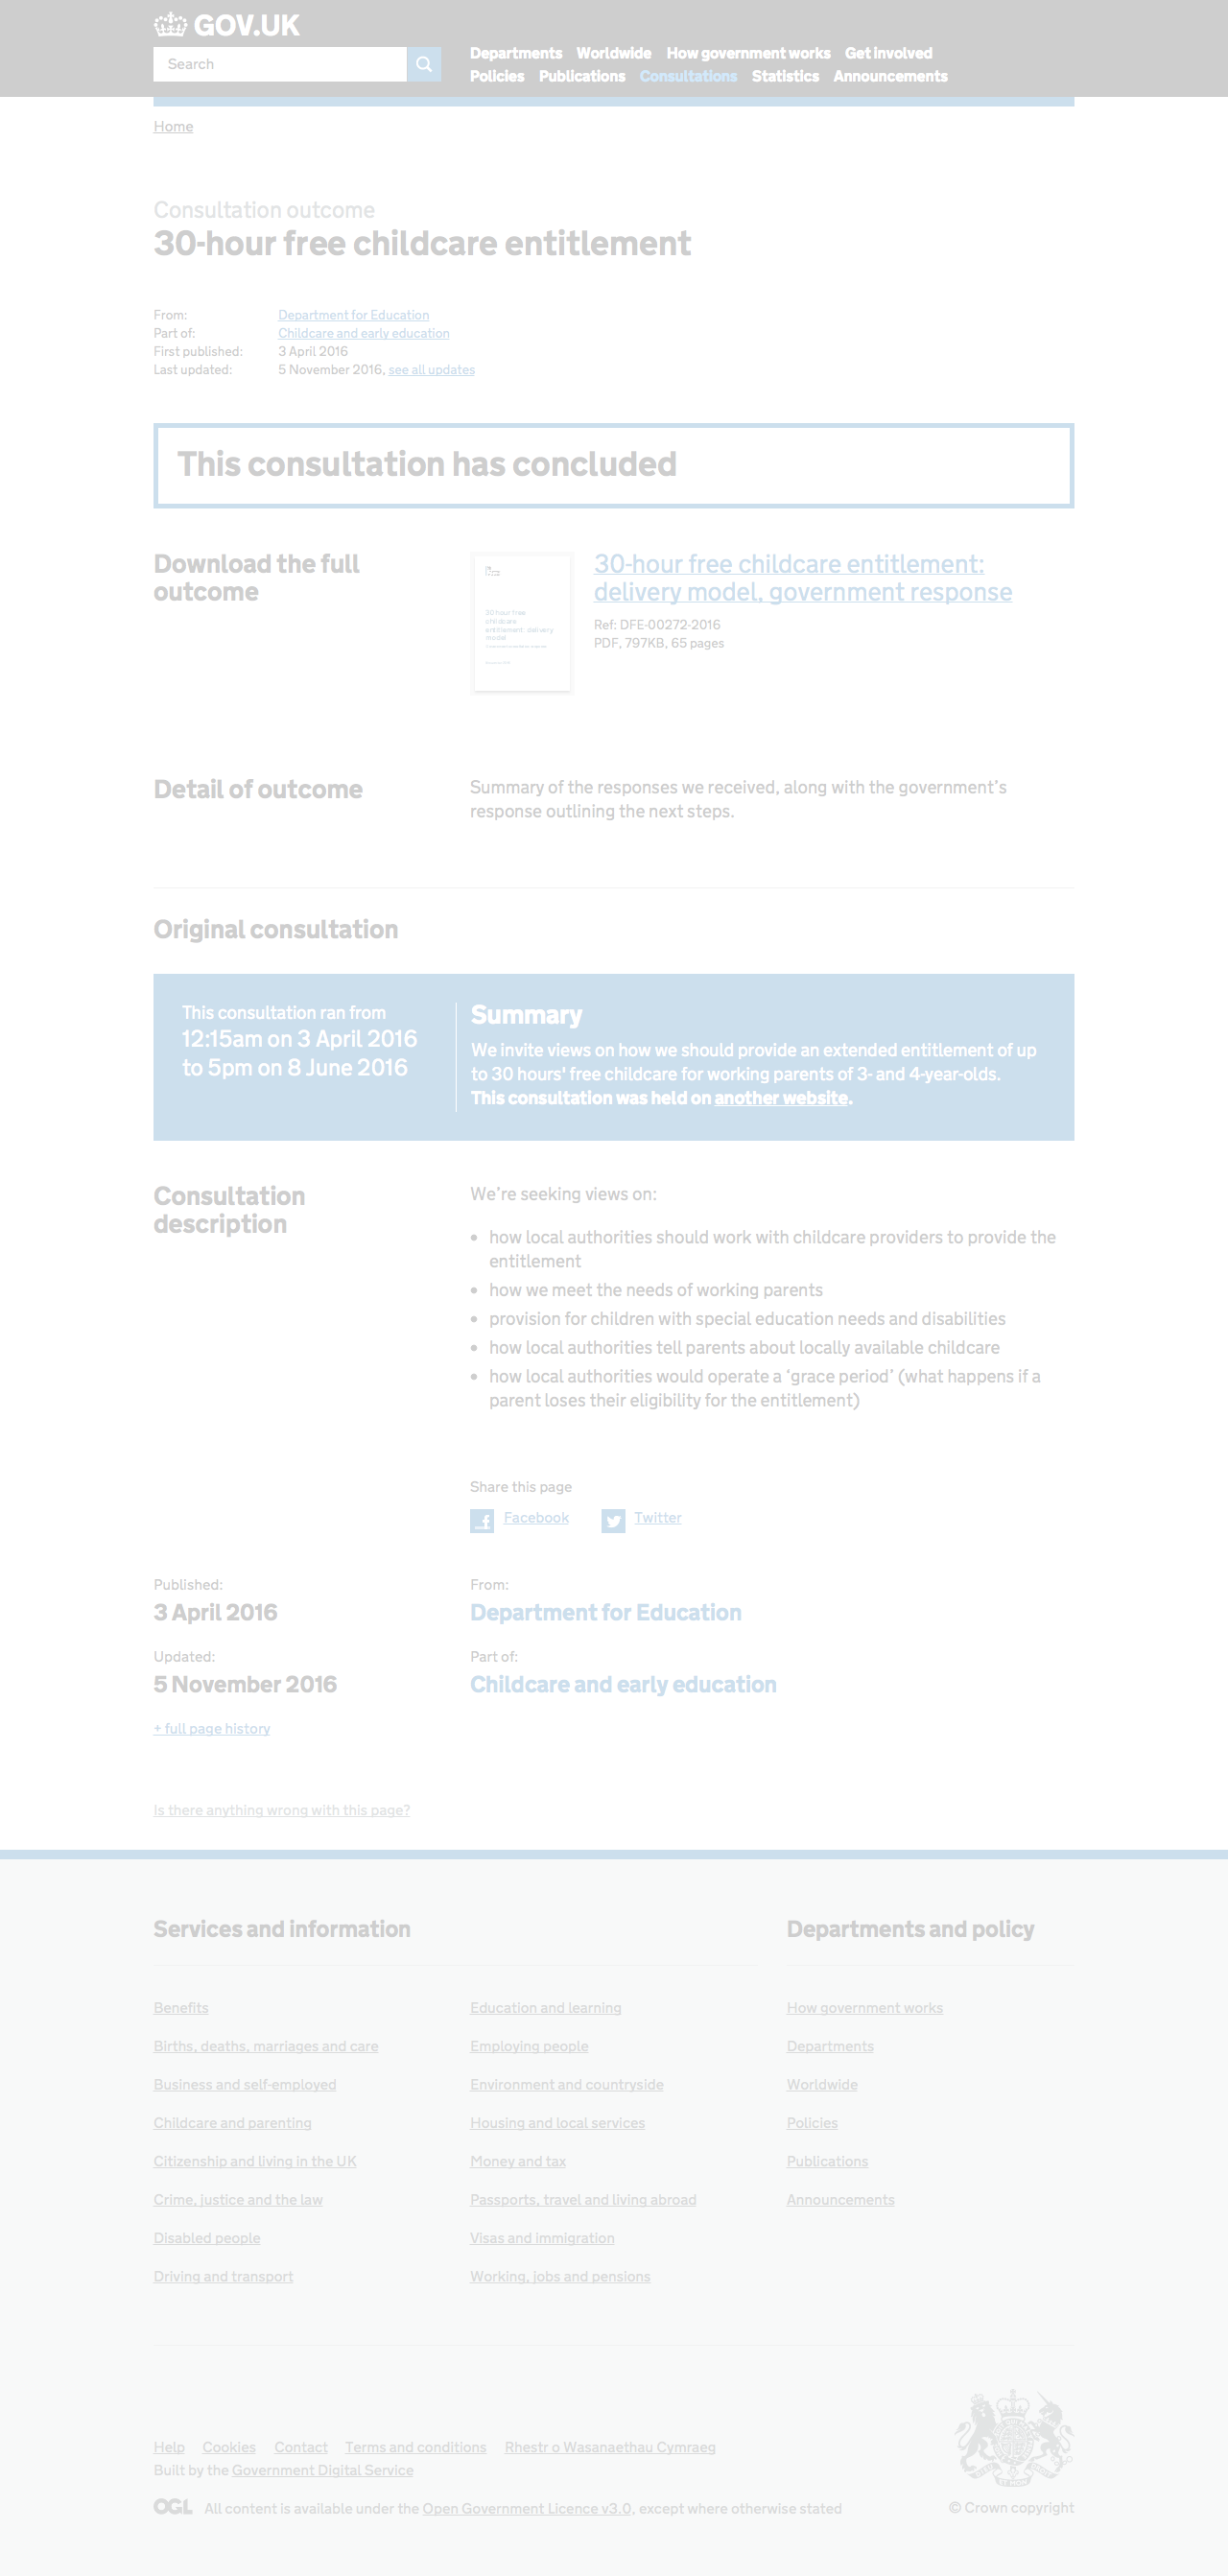 GOV.UK
Search
Departments Worldwide How government works Get involved
Policies Publications Consultations Statistics Announcements
Home
Consultation outcome
30-hour free childcare entitlement
From: Department for Education
Part of: Childcare and early education
First published: 3 April 2016
Last updated: 5 November 2016, see all updates
This consultation has concluded
Download the full
outcome
30 hour free
childcare
entitlement: delivery
model
30-hour free childcare entitlement:
delivery model, government response
Ref: DFE-00272-2016
PDF, 797KB, 65 pages
Detail of outcome
Summary of the responses we received, along with the government's
response outlining the next steps.
Original consultation
This consultation ran from
12:15am on 3 April 2016
to 5pm on 8 June 2016
Summary
We invite views on how we should provide an extended entitlement of up
to 30 hours' free childcare for working parents of 3- and 4-year-olds.
This consultation was held on another website.
Consultation
description
We're seeking views on:
• how local authorities should work with childcare providers to provide the
entitlement
• how we meet the needs of working parents
• provision for children with special education needs and disabilities
• how local authorities tell parents about locally available childcare
• how local authorities would operate a ‘grace period’ (what happens if a
parent loses their eligibility for the entitlement)
Share this page
Facebook Twitter
Published:
3 April 2016
From:
Department for Education
Updated:
5 November 2016
Part of:
Childcare and early education
+ full page history
Is there anything wrong with this page?
Services and information
Benefits
Births, deaths, marriages and care
Business and self-employed
Childcare and parenting
Citizenship and living in the UK
Crime, justice and the law
Disabled people
Driving and transport
Education and learning
Employing people
Environment and countryside
Housing and local services
Money and tax
Passports, travel and living abroad
Visas and immigration
Working, jobs and pensions
Departments and policy
How government works
Departments
Worldwide
Policies
Publications
Announcements
Help Cookies Contact Terms and conditions Rhestr o Wasanaethau Cymraeg
Built by the Government Digital Service
OGL All content is available under the Open Government Licence v3.0, except where otherwise stated
© Crown copyright